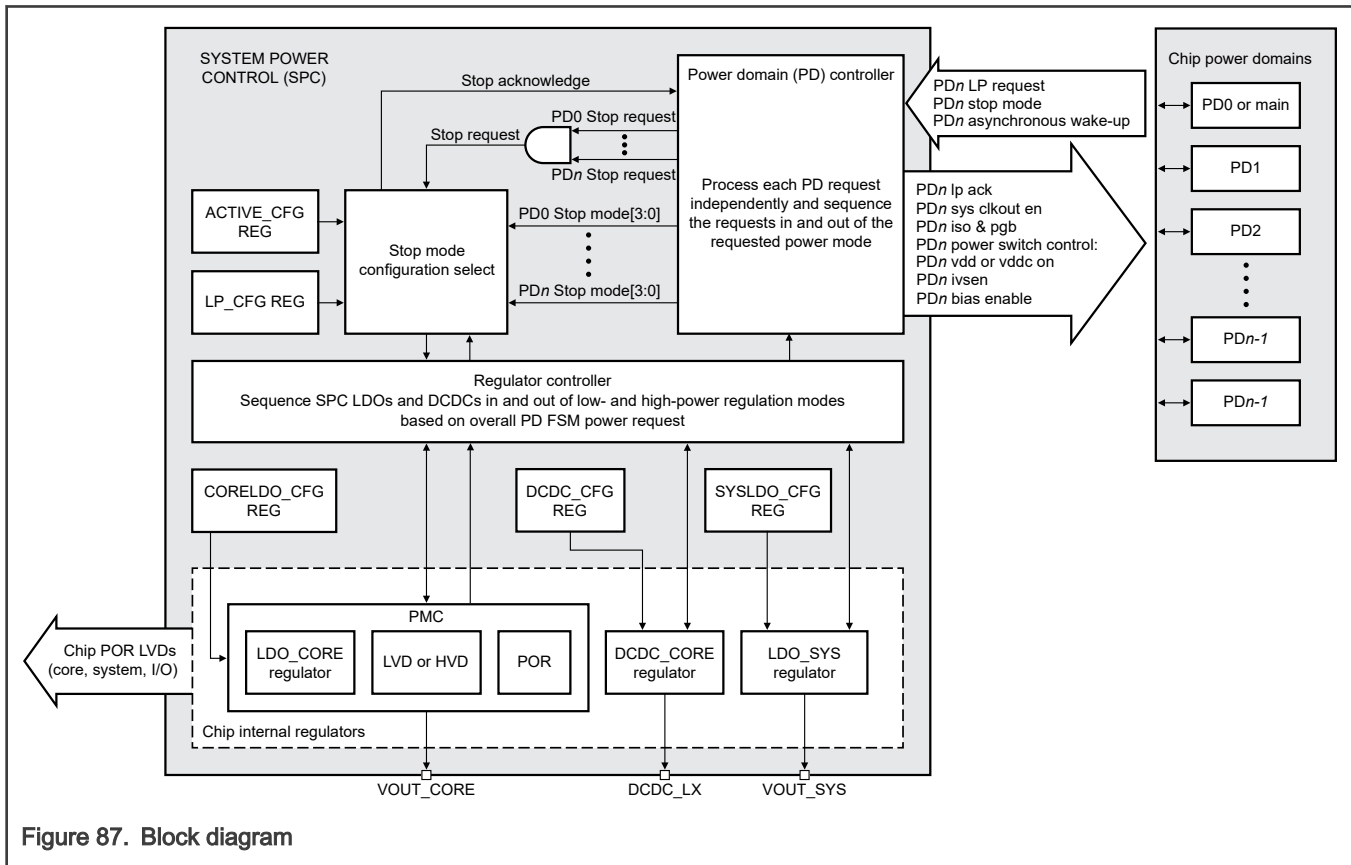 SYSTEM POWER
CONTROL (SPC)
Stop acknowledge
Stop request
PD0 Stop request
PDn Stop request
Power domain (PD) controller
Process each PD request
independently and sequence
the requests in and out of the
requested power mode
PDn LP request
PDn stop mode
PDn asynchronous wake-up
PDn lp ack
PDn sys clkout en
PDn iso & pgb
PDn power switch control:
PDn vdd or vddc on
PDn ivsen
PDn bias enable
Chip power domains
PD0 or main
PD1
PD2
PDn-1
PDn-1
ACTIVE_CFG
REG
LP_CFG REG
Stop mode
configuration select
PD0 Stop mode[3:0]
PDn Stop mode[3:0]
Regulator controller
Sequence SPC LDOs and DCDCs in and out of low- and high-power regulation modes
based on overall PD FSM power request
CORELDO_CFG
REG
DCDC_CFG
REG
SYSLDO_CFG
REG
Chip POR LVDs
(core, system, I/O)
PMC
LDO_CORE
regulator
LVD or HVD
POR
DCDC_CORE
regulator
LDO_SYS
regulator
Chip internal regulators
VOUT_CORE
DCDC_LX
VOUT_SYS
Figure 87. Block diagram